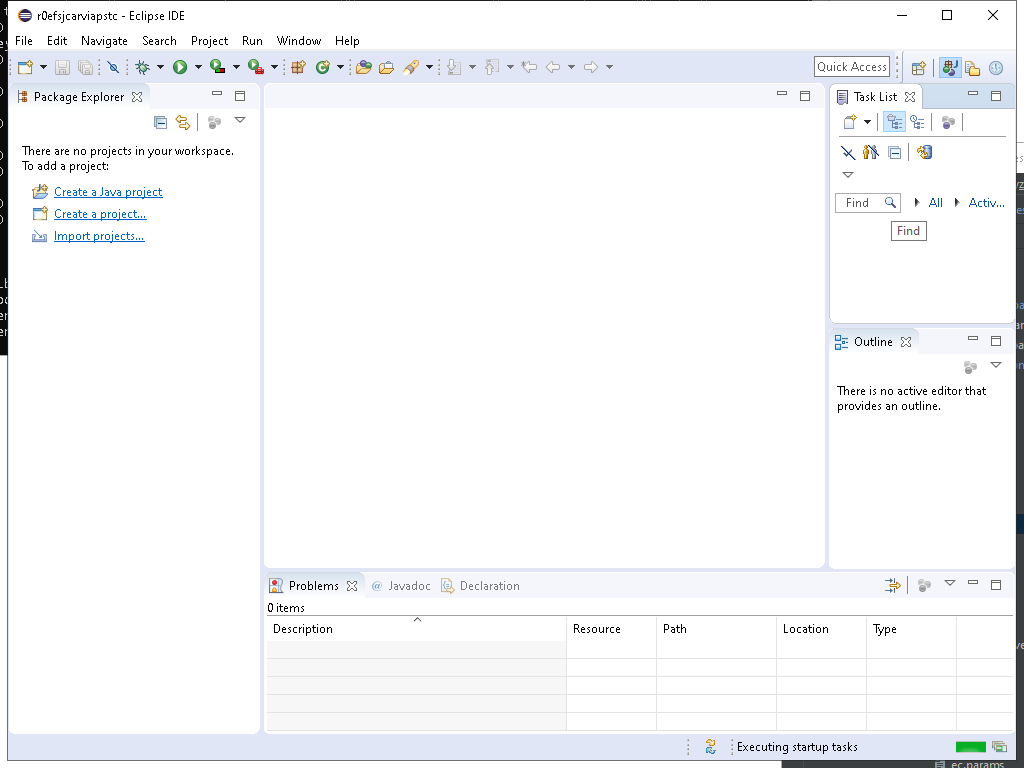 r0efsjcarviapstc - Eclipse IDE
File Edit Navigate Search Project Run Window Help
Quick Access
Package Explorer
There are no projects in your workspace.
To add a project:
Create a Java project
Create a project...
Import projects...
Task List
Find All Activ...
Find
Outline
There is no active editor that
provides an outline.
Problems @ Javadoc Declaration
0 items
Description Resource Path Location Type
Executing startup tasks
ec.params